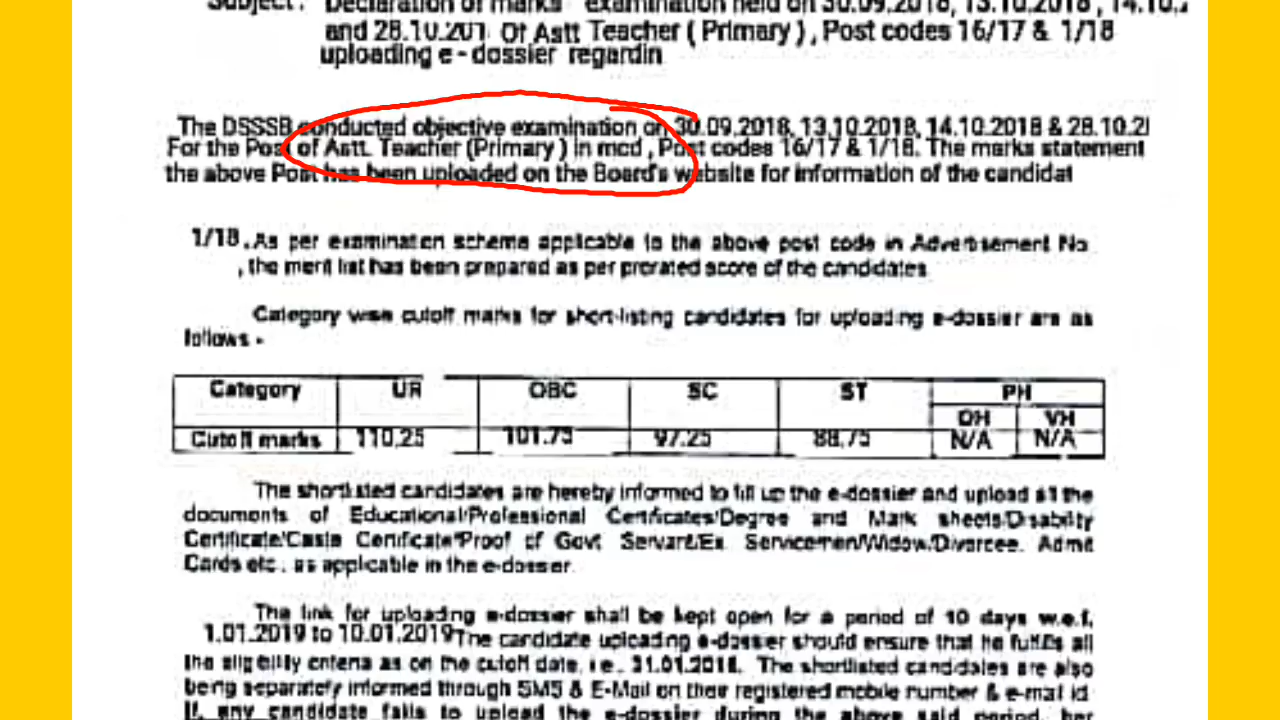 Subject: Declaration of marks examination held on 30.09.2018, 13.10.2018, 14.10.2
and 28.10.201 Of Astt Teacher ( Primary ) , Post codes 16/17 & 1/18
uploading e - dossier regardin
The DSSSB conducted objective examination on 30.09.2018, 13.10.2018, 14.10.2018 & 28.10.2
For the Post of Astt. Teacher (Primary ) in mcd , Post codes 16/17 & 1/18. The marks statement
the above Post has been uploaded on the Board's website for information of the candidat
1/18 . As per examination scheme applicable to the above post code in Advertisement No
, the merit list has been prepared as per prorated score of the candidates
Category wise cutoff marks for short-listing candidates for uploading e-dossier are as
follows -
Category UR OBC SC ST PH
OH VH
Cutoff marks 110,25 101.75 97.25 88,75 N/A N/A
The shortlisted candidates are hereby informed to fill up the e-dossier and upload all the
documents of Educational/Professional Certificates/Degree and Mark sheets/Disability
Certificate/Caste Certificate/Proof of Govt Servant/Ex. Servicemen/Widow/Divorcee. Admit
Cards etc., as applicable in the e-dossier.
The link for uploading e-dossier shall be kept open for a period of 10 days w.e.f.
1.01.2019 to 10.01.2019 The candidate uploading e-dossier should ensure that he fulfills all
the eligibility criteria as on the cutoff date, i.e., 31.01.2018. The shortlisted candidates are also
being separately informed through SMS & E-Mail on their registered mobile number & e-mail id.
If, any candidate fails to upload the e-dossier during the above said period, her